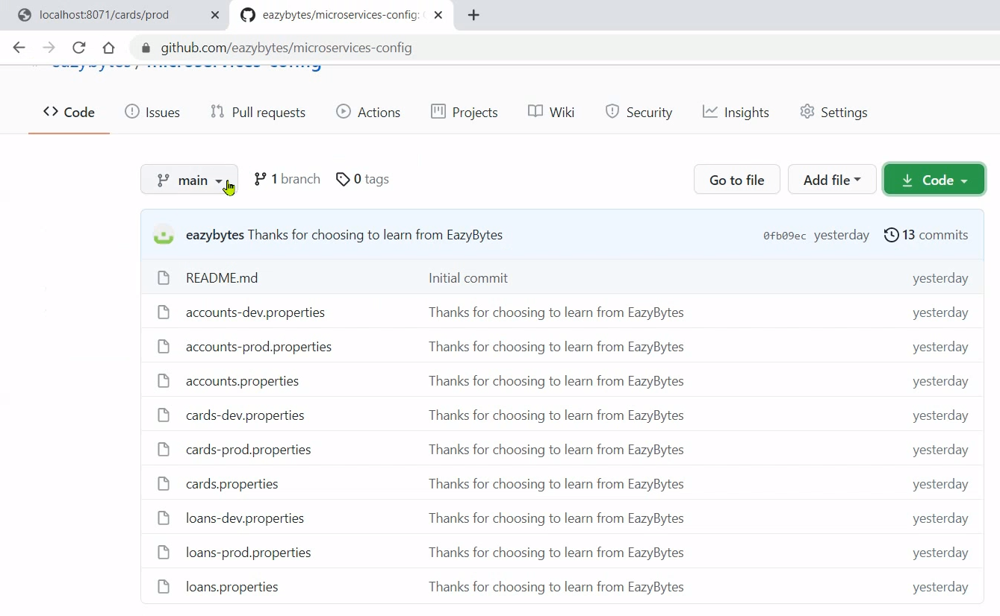 localhost:8071/cards/prod
eazybytes/microservices-config:
github.com/eazybytes/microservices-config
eazybytes / microservices-config
Code Issues Pull requests Actions Projects Wiki Security Insights Settings
main 1 branch 0 tags Go to file Add file Code
eazybytes Thanks for choosing to learn from EazyBytes 0fb09ec yesterday 13 commits
README.md Initial commit yesterday
accounts-dev.properties Thanks for choosing to learn from EazyBytes yesterday
accounts-prod.properties Thanks for choosing to learn from EazyBytes yesterday
accounts.properties Thanks for choosing to learn from EazyBytes yesterday
cards-dev.properties Thanks for choosing to learn from EazyBytes yesterday
cards-prod.properties Thanks for choosing to learn from EazyBytes yesterday
cards.properties Thanks for choosing to learn from EazyBytes yesterday
loans-dev.properties Thanks for choosing to learn from EazyBytes yesterday
loans-prod.properties Thanks for choosing to learn from EazyBytes yesterday
loans.properties Thanks for choosing to learn from EazyBytes yesterday